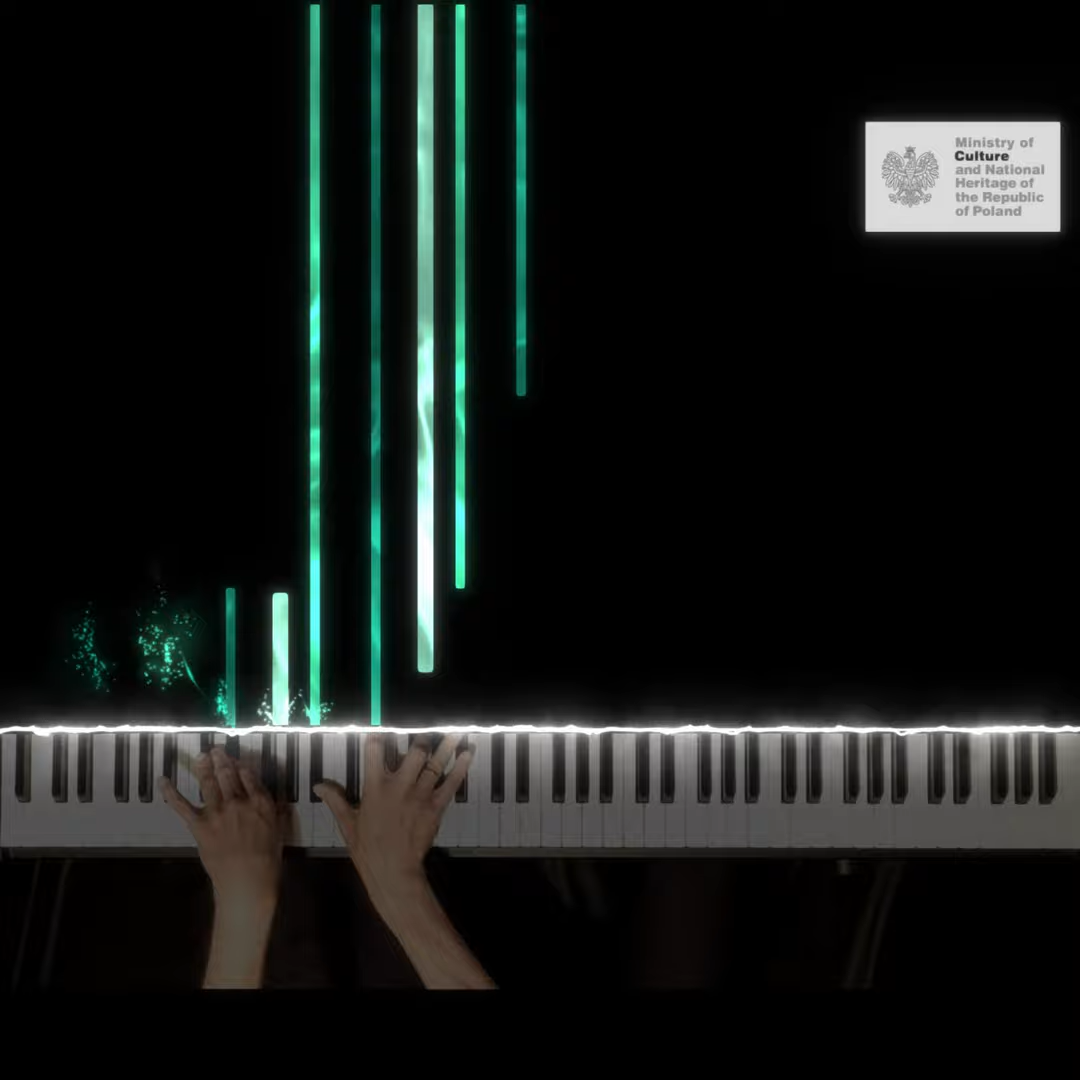 Ministry of
Culture
and National
Heritage of
the Republic
of Poland